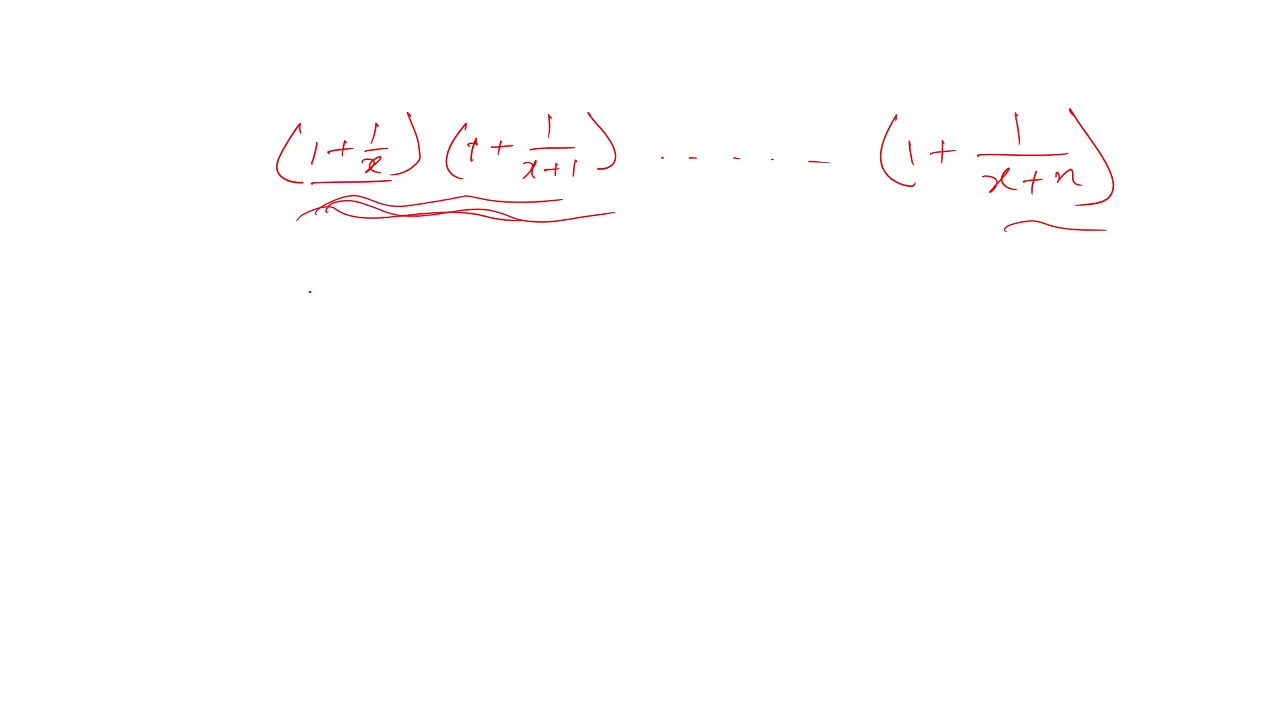 (1 + 1/x) (1 + 1/(x+1)) . - - . - (1 + 1/(x+n))